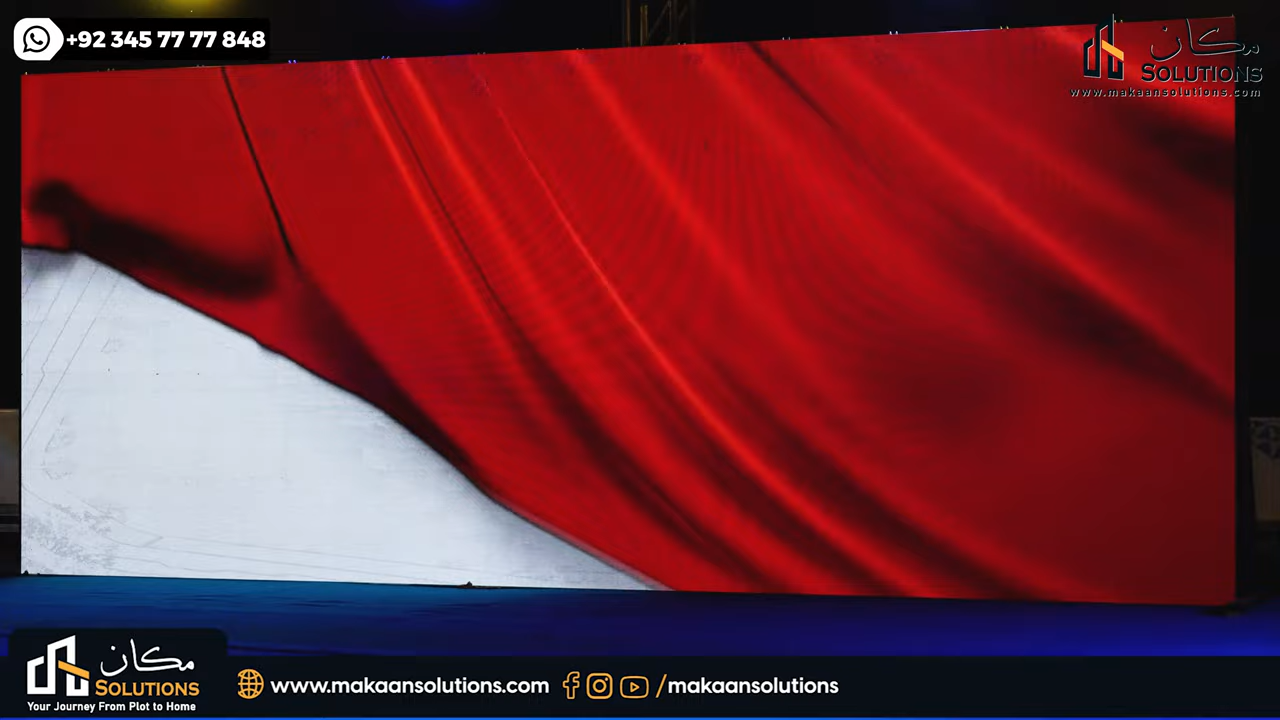 +92 345 77 77 848
مکان
SOLUTIONS
www.makaansolutions.com
مکان
SOLUTIONS
Your Journey From Plot to Home
www.makaansolutions.com
/makaansolutions